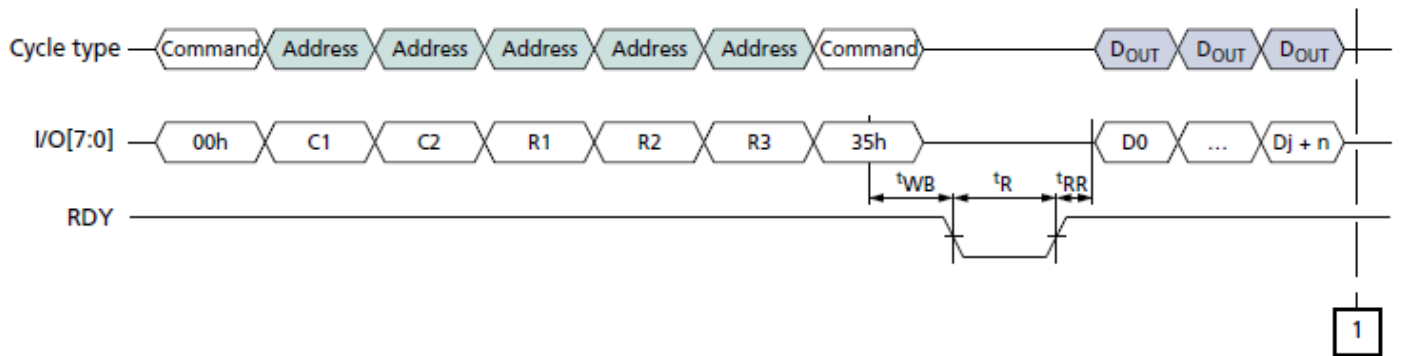 Cycle type Command Address Address Address Address Address Command DOUT DOUT DOUT
I/O[7:0] 00h C1 C2 R1 R2 R3 35h D0 ... Dj + n
tWB tR tRR
RDY
1